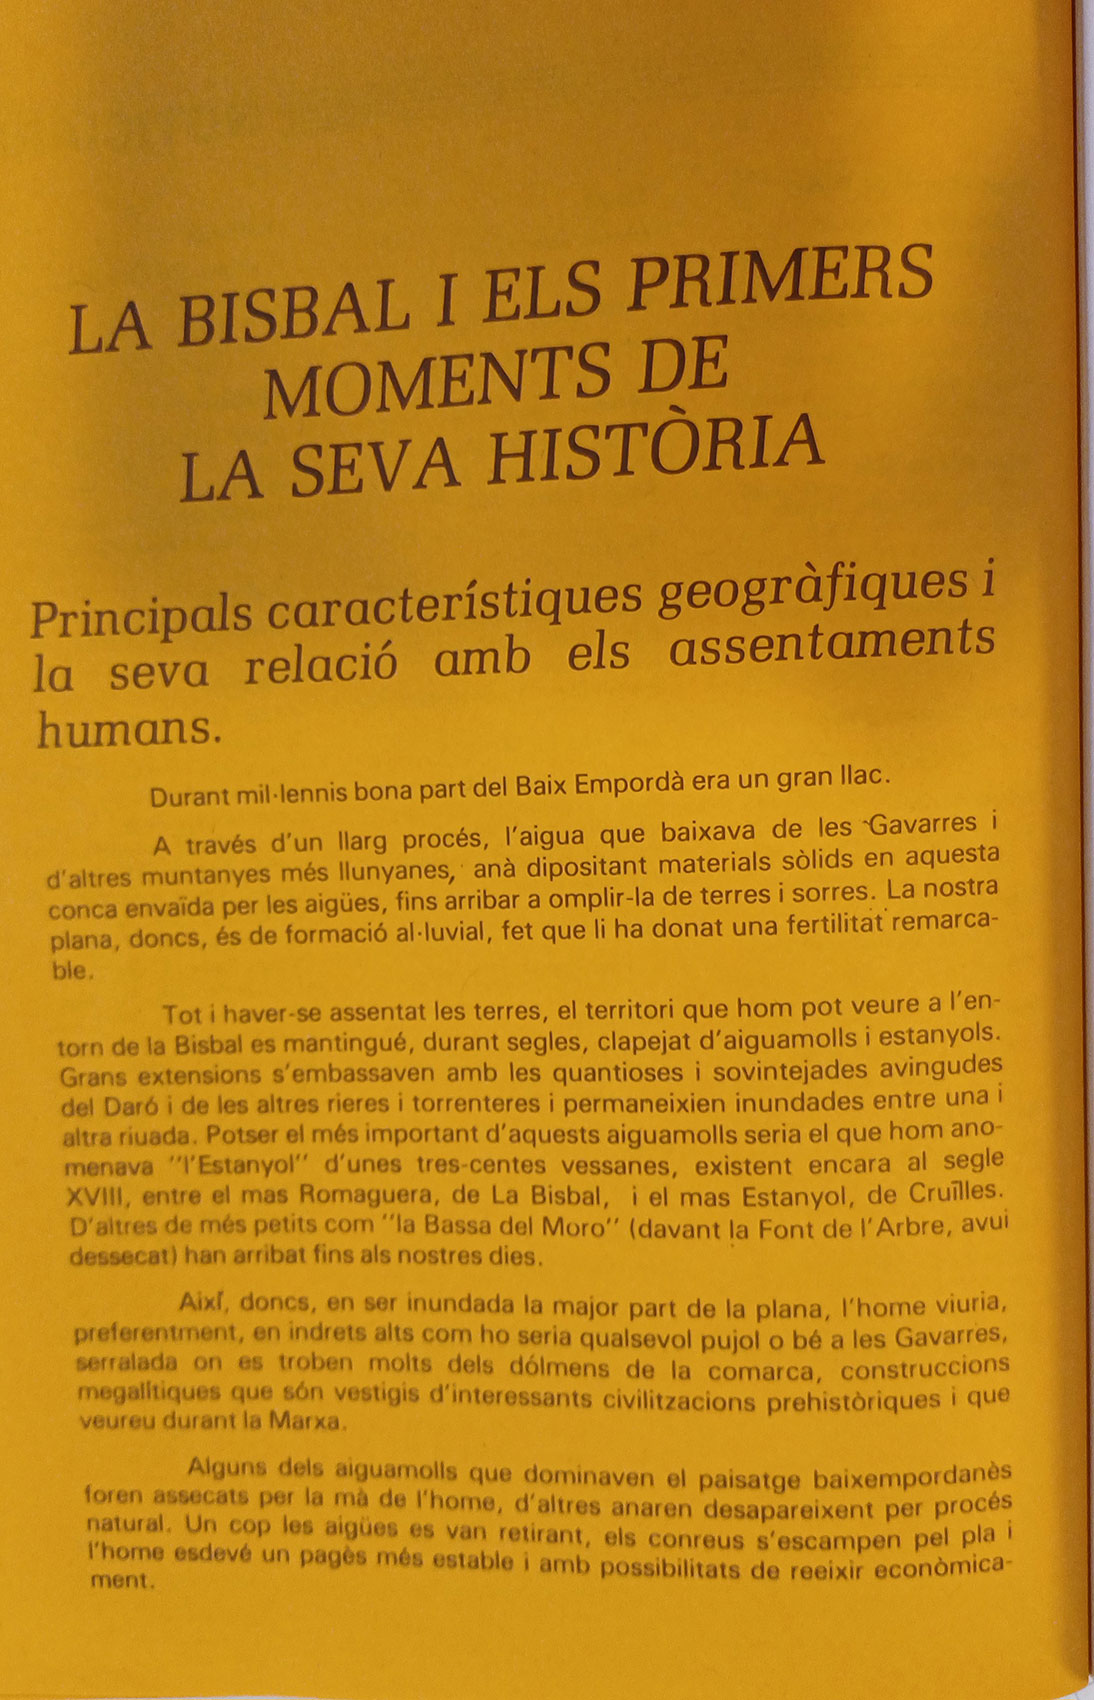 LA BISBAL I ELS PRIMERS
MOMENTS DE
LA SEVA HISTÒRIA
Principals característiques geogràfiques i
la seva relació amb els assentaments
humans.
Durant mil·lennis bona part del Baix Empordà era un gran llac.
A través d'un llarg procés, l'aigua que baixava de les Gavarres i
d'altres muntanyes més llunyanes, anà dipositant materials sòlids en aquesta
conca envaïda per les aigües, fins arribar a omplir-la de terres i sorres. La nostra
plana, doncs, és de formació al·luvial, fet que li ha donat una fertilitat remarca-
ble.
Tot i haver-se assentat les terres, el territori que hom pot veure a l'en-
torn de la Bisbal es mantingué, durant segles, clapejat d'aiguamolls i estanyols.
Grans extensions s'embassaven amb les quantioses i sovintejades avingudes
del Daró i de les altres rieres i torrenteres i permaneixien inundades entre una i
altra riuada. Potser el més important d'aquests aiguamolls seria el que hom ano-
menava "l'Estanyol" d'unes tres-centes vessanes, existent encara al segle
XVIII, entre el mas Romaguera, de La Bisbal, i el mas Estanyol, de Cruïlles.
D'altres de més petits com "la Bassa del Moro" (davant la Font de l'Arbre, avui
dessecat) han arribat fins als nostres dies.
Així, doncs, en ser inundada la major part de la plana, l'home viuria,
preferentment, en indrets alts com ho seria qualsevol pujol o bé a les Gavarres,
serralada on es troben molts dels dólmens de la comarca, construccions
megalítiques que són vestigis d'interessants civilitzacions prehistòriques i que
veureu durant la Marxa.
Alguns dels aiguamolls que dominaven el paisatge baixempordanès
foren assecats per la mà de l'home, d'altres anaren desapareixent per procés
natural. Un cop les aigües es van retirant, els conreus s'escampen pel pla i
l'home esdevé un pagès més estable i amb possibilitats de reeixir econòmica-
ment.